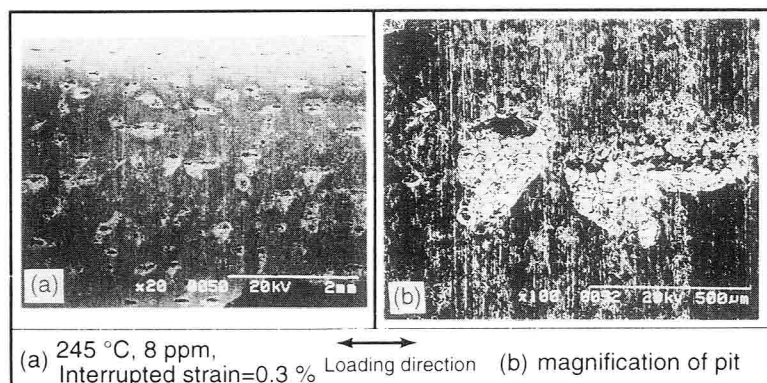 (a)
×20 0050 20kV 2mm
(b)
×100 0092 20kV 500µm
(a) 245 °C, 8 ppm,
Interrupted strain=0.3 %
Loading direction
(b) magnification of pit